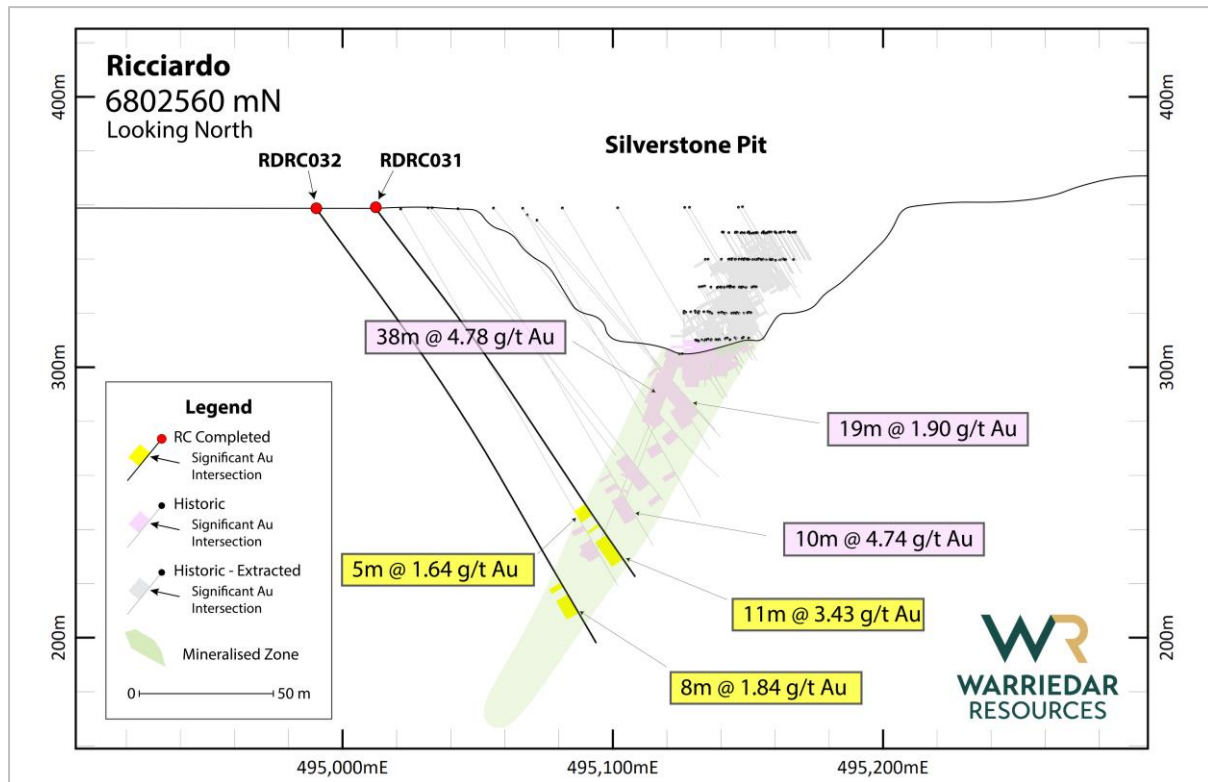 Ricciardo
6802560 mN
Looking North
Silverstone Pit
RDRC032
RDRC031
400m
300m
200m
400m
300m
200m
38m @ 4.78 g/t Au
19m @ 1.90 g/t Au
10m @ 4.74 g/t Au
5m @ 1.64 g/t Au
11m @ 3.43 g/t Au
8m @ 1.84 g/t Au
Legend
RC Completed
Significant Au
Intersection
Historic
Significant Au
Intersection
Historic - Extracted
Significant Au
Intersection
Mineralised Zone
0
50 m
WR
WARRIEDAR
RESOURCES
495,000mE
495,100mE
495,200mE